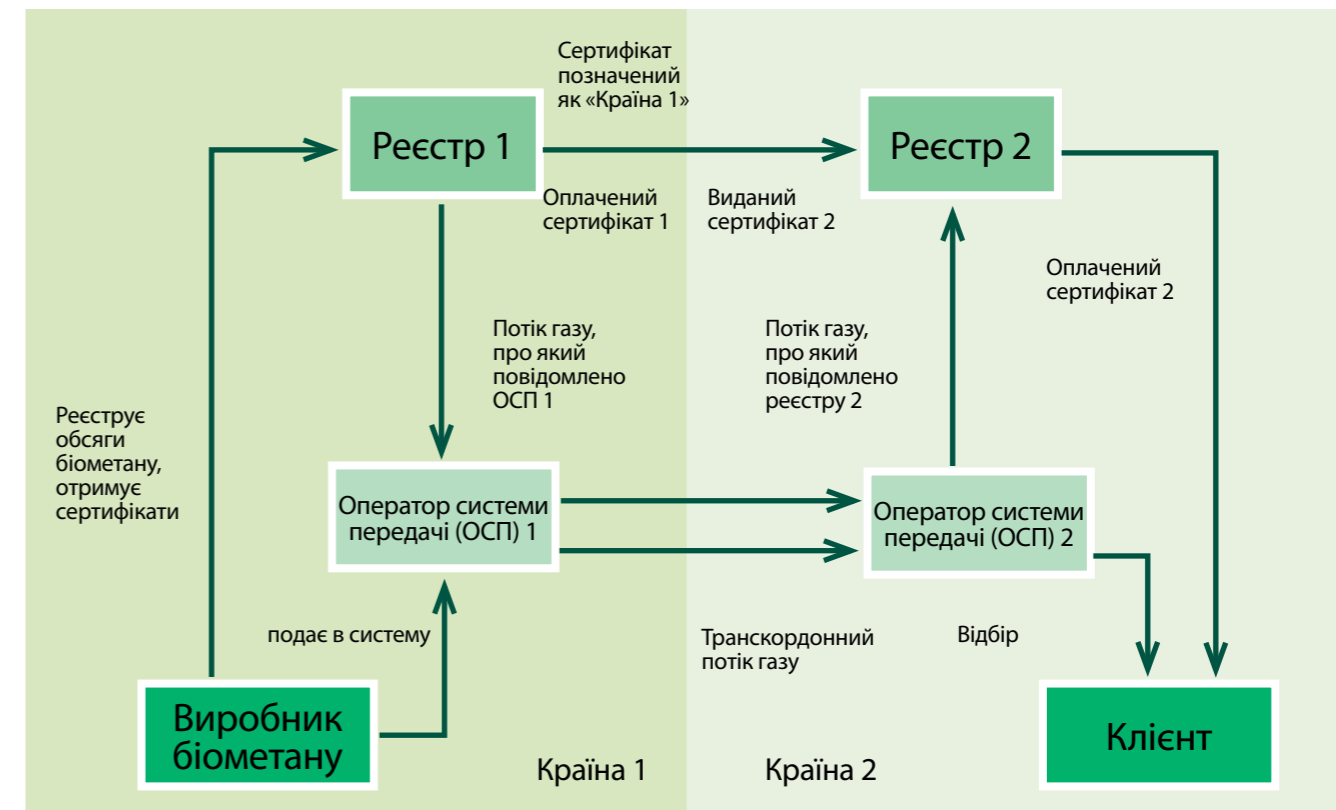 Сертифікат
позначений
як «Країна 1»
Реєстр 1
Реєстр 2
Оплачений
сертифікат 1
Виданий
сертифікат 2
Оплачений
сертифікат 2
Потік газу,
про який
повідомлено
ОСП 1
Потік газу,
про який
повідомлено
реєстру 2
Реєструє
обсяги
біометану,
отримує
сертифікати
Оператор системи
передачі (ОСП) 1
Оператор системи
передачі (ОСП) 2
подає в систему
Транскордонний
потік газу
Відбір
Виробник
біометану
Клієнт
Країна 1
Країна 2